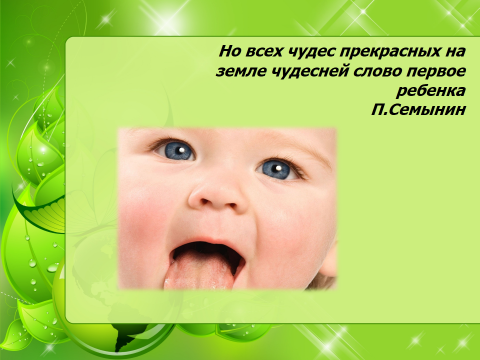 Но всех чудес прекрасных на
земле чудесней слово первое
ребенка
П.Семынин